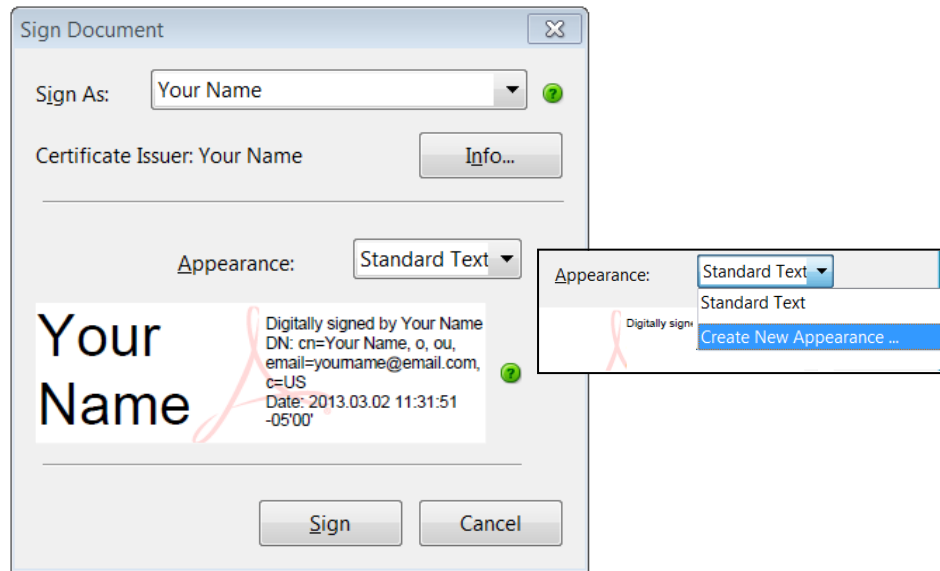 Sign Document
Sign As: Your Name
Certificate Issuer: Your Name Info...
Appearance: Standard Text
Your
Name
Digitally signed by Your Name
DN: cn=Your Name, o, ou,
email=yourname@email.com,
c=US
Date: 2013.03.02 11:31:51
-05'00'
Sign Cancel
Appearance: Standard Text
Standard Text
Digitally
Create New Appearance ...